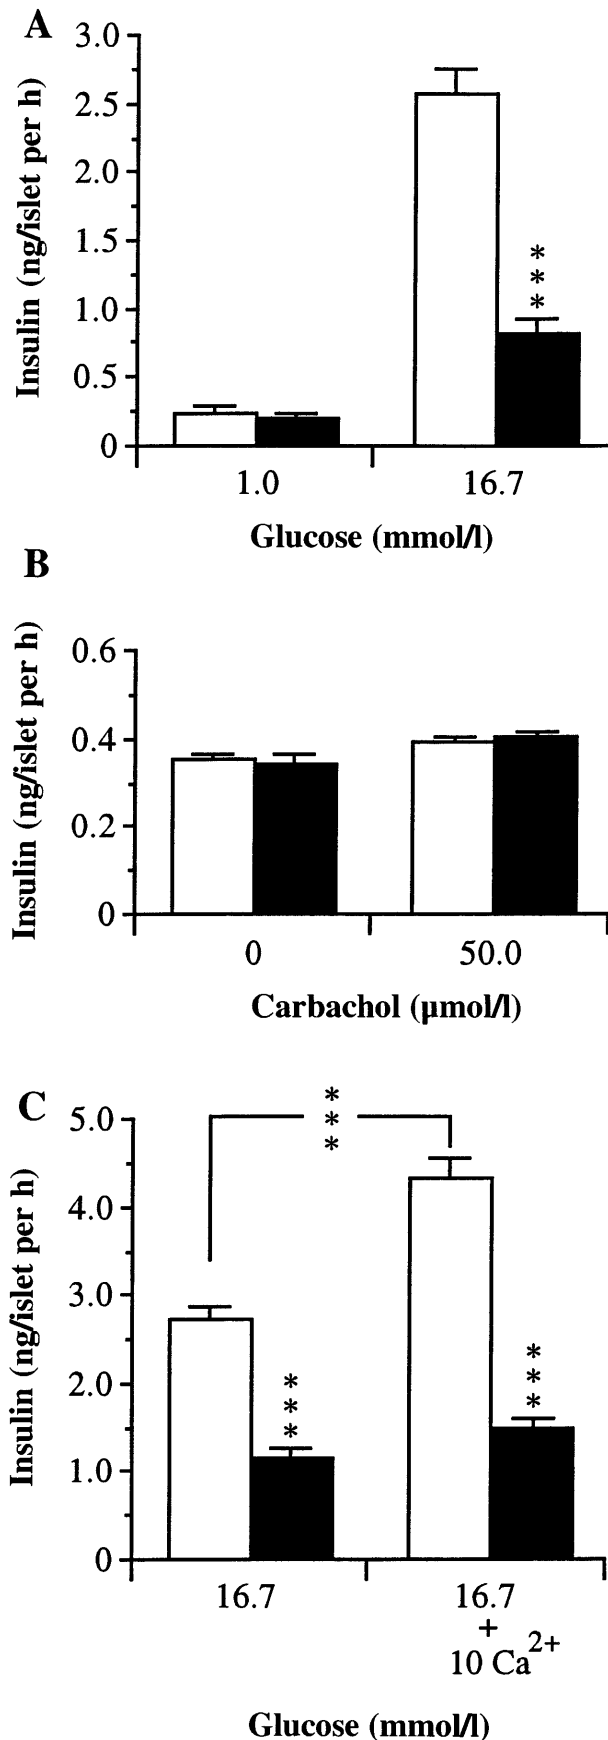 A
3.0
2.5
2.0
1.5
1.0
0.5
0
Insulin (ng/islet per h)
***
1.0 16.7
Glucose (mmol/l)
B
0.6
0.4
0.2
0
Insulin (ng/islet per h)
0 50.0
Carbachol (µmol/l)
C
5.0
4.0
3.0
2.0
1.0
0
Insulin (ng/islet per h)
***
***
***
16.7 16.7
+
10 Ca2+
Glucose (mmol/l)